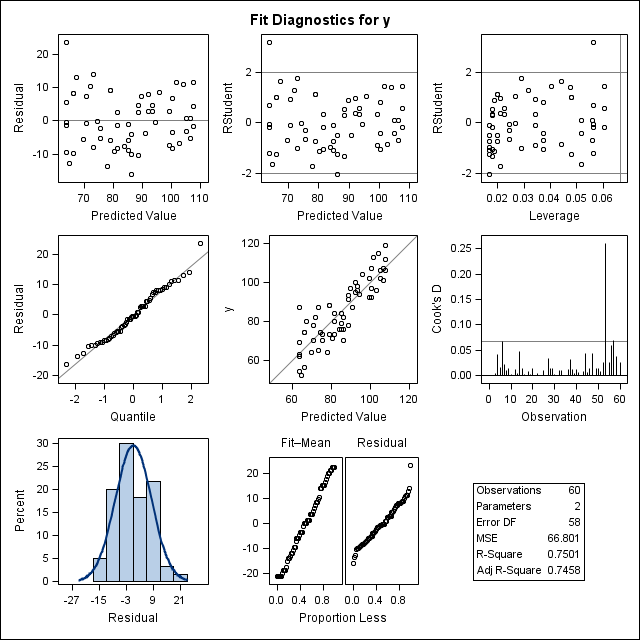 Fit Diagnostics for y
20
10
0
-10
Residual
70 80 90 100 110
Predicted Value
2
0
-2
RStudent
70 80 90 100 110
Predicted Value
2
0
-2
RStudent
0.02 0.03 0.04 0.05 0.06
Leverage
20
10
0
-10
-20
Residual
-2 -1 0 1 2
Quantile
120
100
80
60
y
60 80 100 120
Predicted Value
0.25
0.20
0.15
0.10
0.05
0.00
Cook's D
0 10 20 30 40 50 60
Observation
30
25
20
15
10
5
0
Percent
-27 -15 -3 9 21
Residual
Fit–Mean Residual
20
10
0
-10
-20
0.0 0.4 0.8 0.0 0.4 0.8
Proportion Less
Observations 60
Parameters 2
Error DF 58
MSE 66.801
R-Square 0.7501
Adj R-Square 0.7458